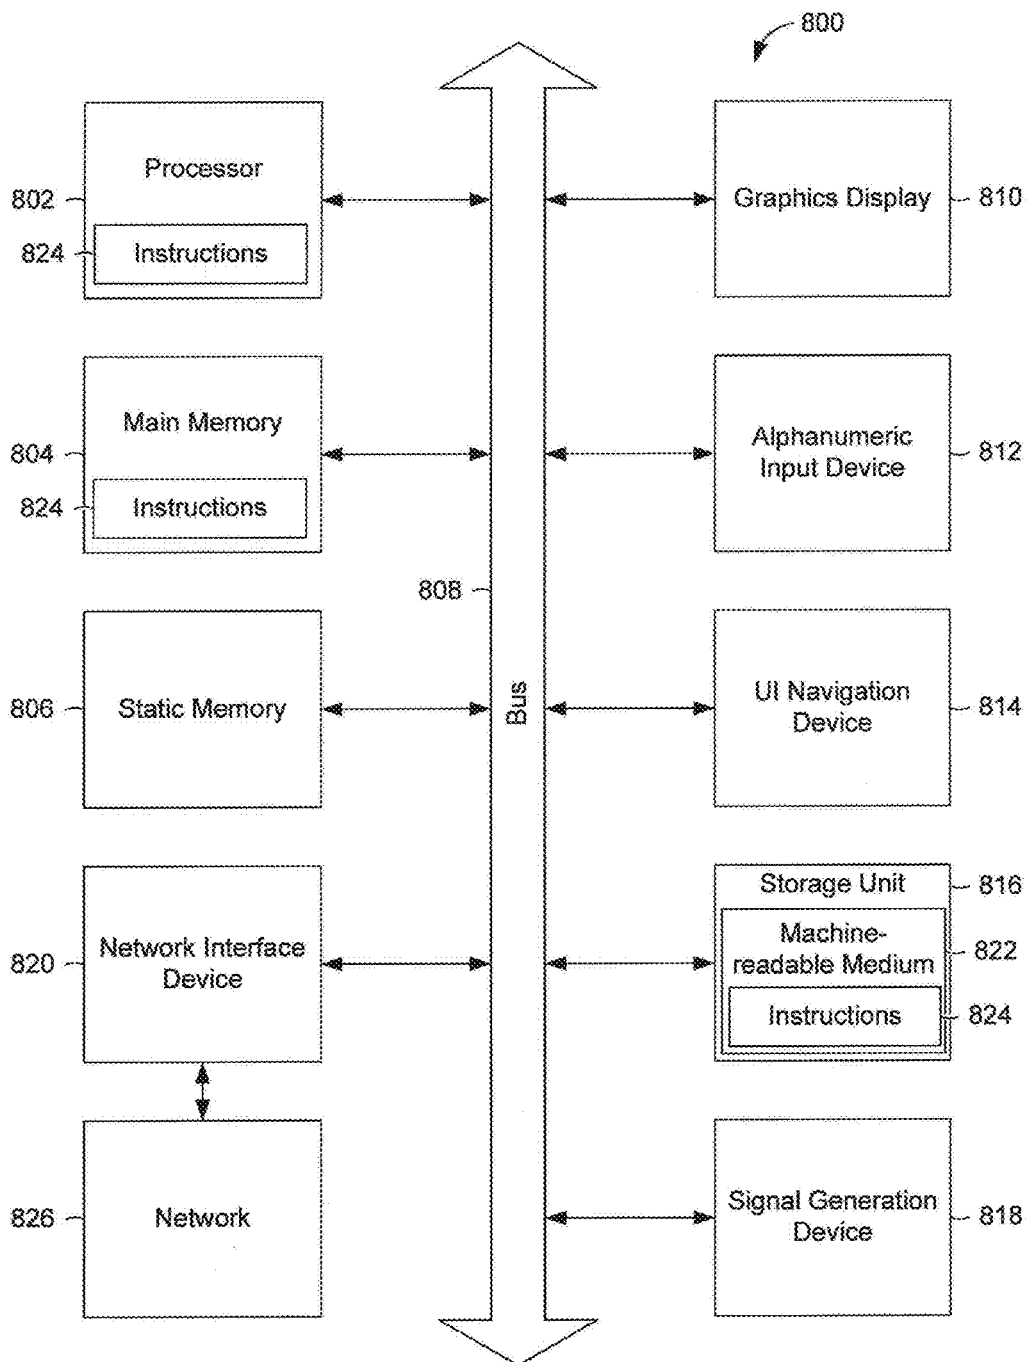 800
Processor
802
824
Instructions
Graphics Display
810
Main Memory
804
824
Instructions
Alphanumeric
Input Device
812
808
Bus
Static Memory
806
UI Navigation
Device
814
Network Interface
Device
820
Storage Unit
816
Machine-
readable Medium
822
Instructions
824
Network
826
Signal Generation
Device
818